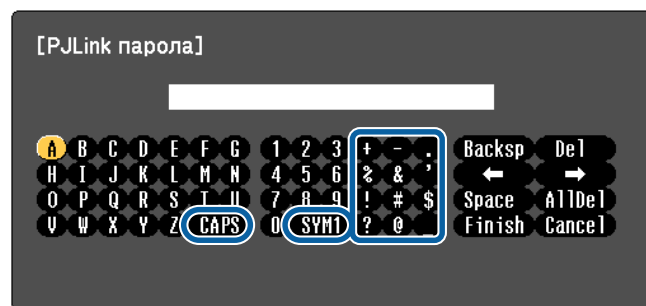 [PJLink парола]
A B C D E F G 1 2 3 + - . Backsp Del
H I J K L M N 4 5 6 % & ' ← →
O P Q R S T U 7 8 9 ! # $ Space AllDel
V W X Y Z CAPS 0 SYM1 ? @ _ Finish Cancel